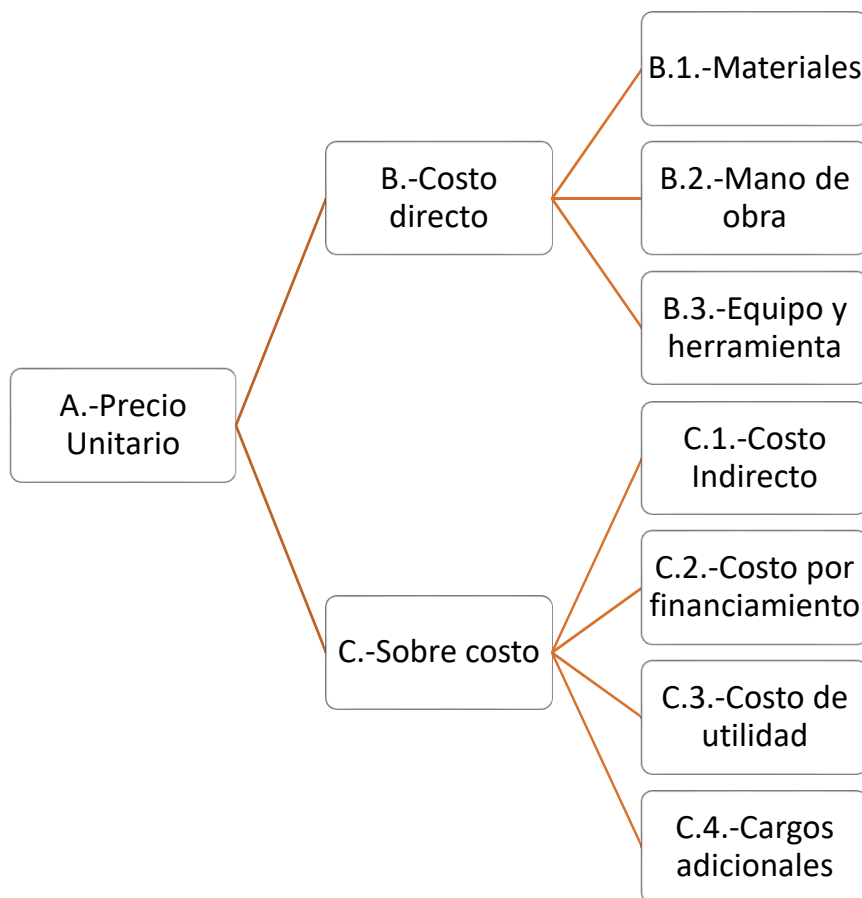 A.-Precio
Unitario
B.-Costo
directo
B.1.-Materiales
B.2.-Mano de
obra
B.3.-Equipo y
herramienta
C.-Sobre costo
C.1.-Costo
Indirecto
C.2.-Costo por
financiamiento
C.3.-Costo de
utilidad
C.4.-Cargos
adicionales